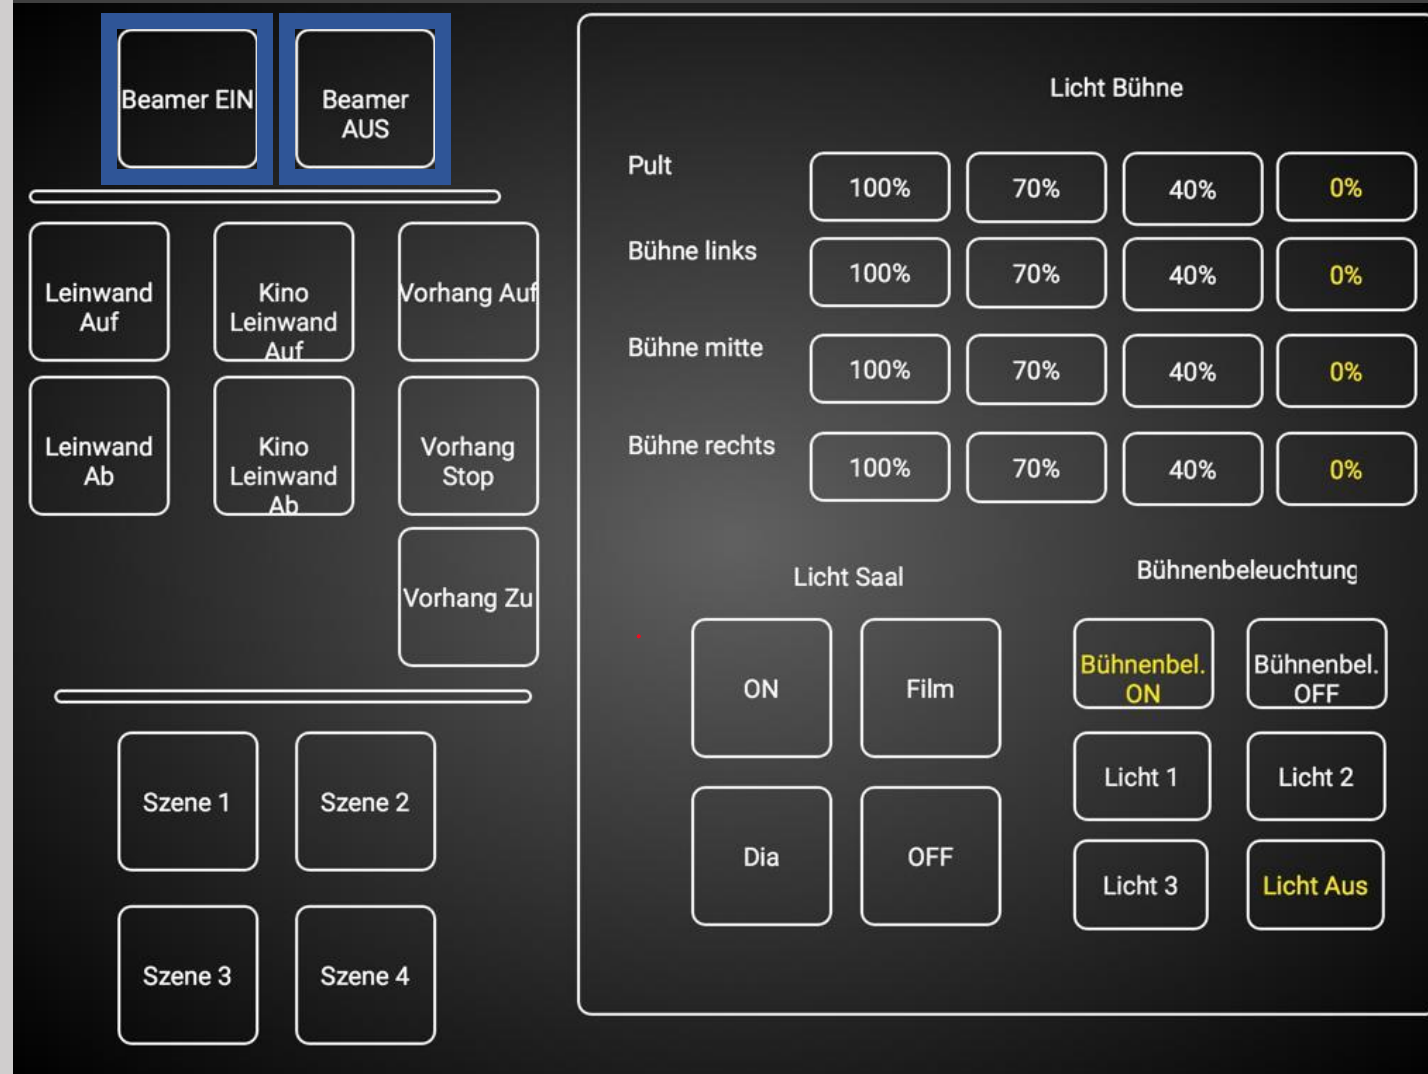 Beamer EIN
Beamer
AUS
Leinwand
Auf
Kino
Leinwand
Auf
Vorhang Auf
Leinwand
Ab
Kino
Leinwand
Ab
Vorhang
Stop
Vorhang Zu
Szene 1
Szene 2
Szene 3
Szene 4
Licht Bühne
Pult
100%
70%
40%
0%
Bühne links
100%
70%
40%
0%
Bühne mitte
100%
70%
40%
0%
Bühne rechts
100%
70%
40%
0%
Licht Saal
ON
Film
Dia
OFF
Bühnenbeleuchtung
Bühnenbel.
ON
Bühnenbel.
OFF
Licht 1
Licht 2
Licht 3
Licht Aus